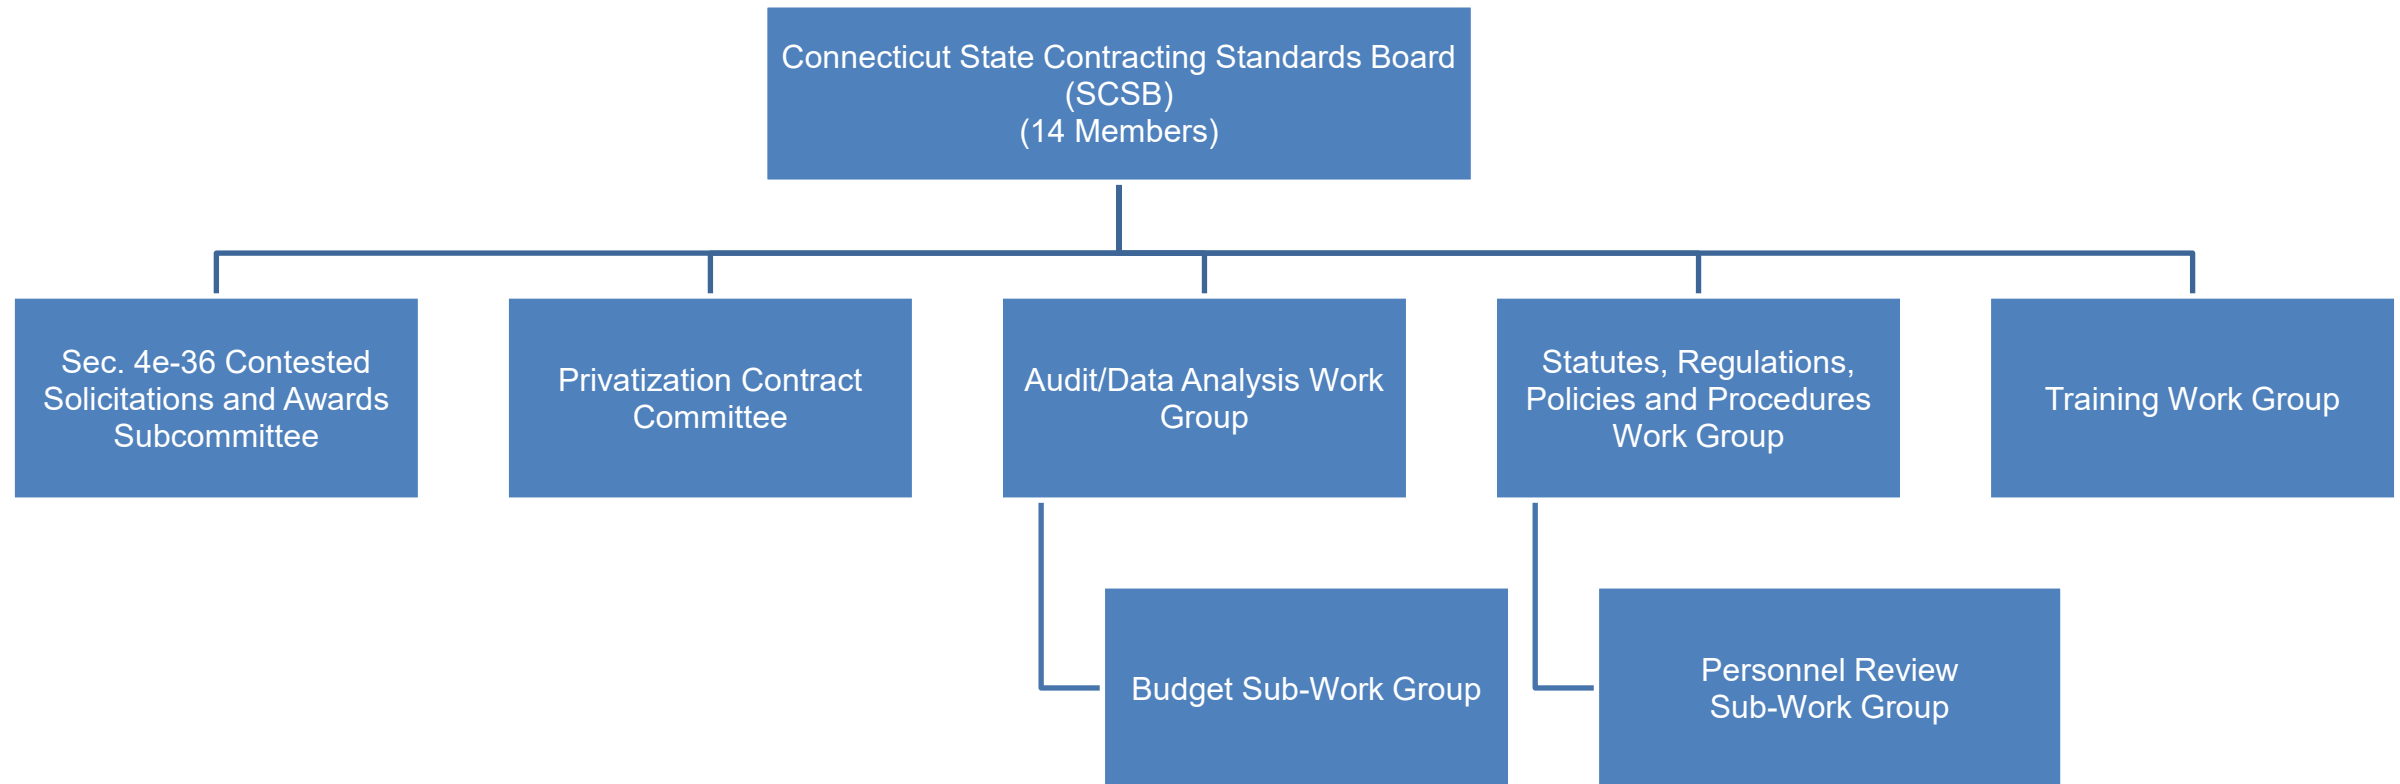 Connecticut State Contracting Standards Board
(SCSB)
(14 Members)
Sec. 4e-36 Contested
Solicitations and Awards
Subcommittee
Privatization Contract
Committee
Audit/Data Analysis Work
Group
Statutes, Regulations,
Policies and Procedures
Work Group
Training Work Group
Budget Sub-Work Group
Personnel Review
Sub-Work Group